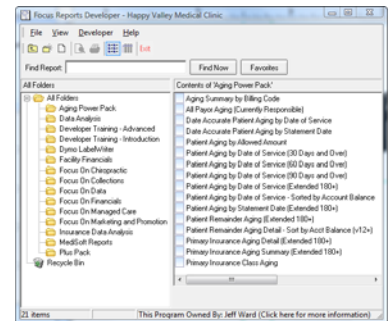 Focus Reports Developer - Happy Valley Medical Clinic
File View Developer Help
Exit
Find Report Find Now Favorites
All Folders
All Folders
Aging Power Pack
Data Analysis
Developer Training - Advanced
Developer Training - Introduction
Dymo LabelWriter
Facility Financials
Focus On Chiropractic
Focus On Collections
Focus On Data
Focus On Financials
Focus On Managed Care
Focus On Marketing and Promotion
Insurance Data Analysis
MediSoft Reports
Plus Pack
Recycle Bin
Contents of 'Aging Power Pack'
Aging Summary by Billing Code
All Payor Aging (Currently Responsible)
Date Accurate Patient Aging by Date of Service
Date Accurate Patient Aging by Statement Date
Patient Aging by Allowed Amount
Patient Aging by Date of Service (30 Days and Over)
Patient Aging by Date of Service (60 Days and Over)
Patient Aging by Date of Service (90 Days and Over)
Patient Aging by Date of Service (Extended 180+)
Patient Aging by Date of Service - Sorted by Account Balance
Patient Aging by Statement Date (Extended 180+)
Patient Remainder Aging (Extended 180+)
Patient Remainder Aging Detail - Sort by Acct Balance (v12+)
Primary Insurance Aging Detail (Extended 180+)
Primary Insurance Aging Summary (Extended 180+)
Primary Insurance Class Aging
21 items This Program Owned By: Jeff Ward (Click here for more information)